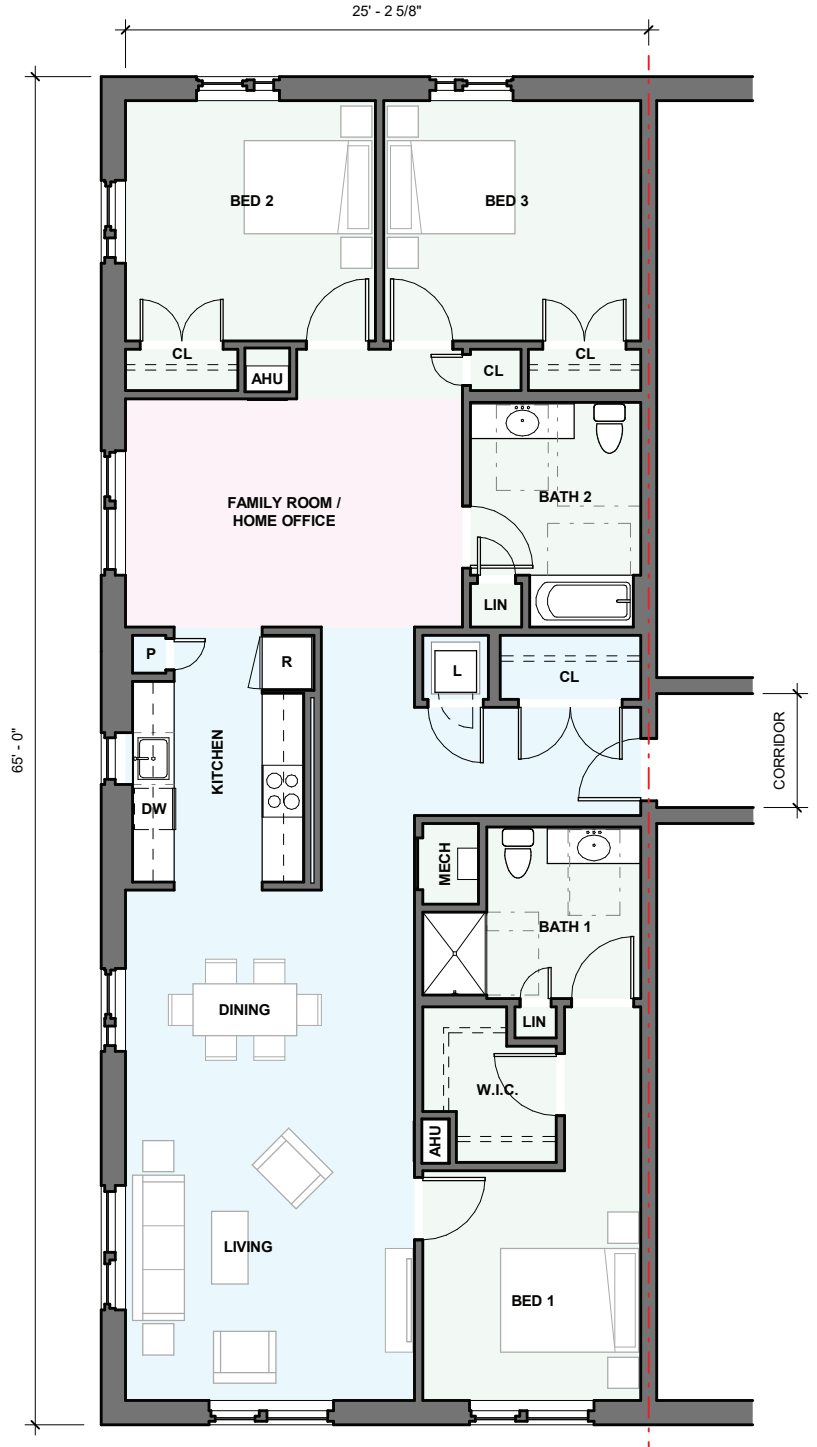 25' - 2 5/8"
BED 2
BED 3
CL
AHU
CL
CL
FAMILY ROOM /
HOME OFFICE
BATH 2
LIN
P
R
L
CL
65' - 0"
KITCHEN
CORRIDOR
DW
MECH
BATH 1
DINING
LIN
W.I.C.
AHU
LIVING
BED 1